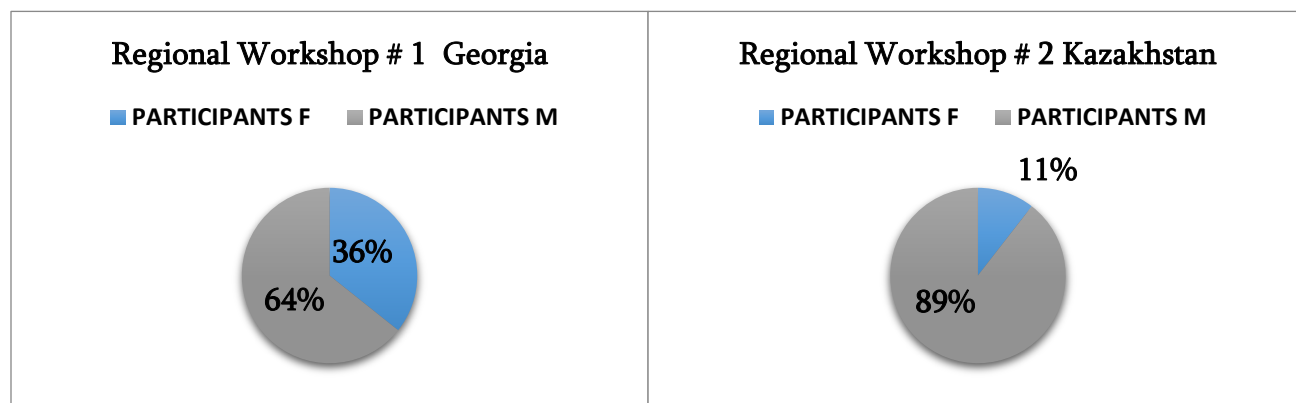 Regional Workshop # 1 Georgia
PARTICIPANTS F PARTICIPANTS M
36%
64%
Regional Workshop # 2 Kazakhstan
PARTICIPANTS F PARTICIPANTS M
11%
89%